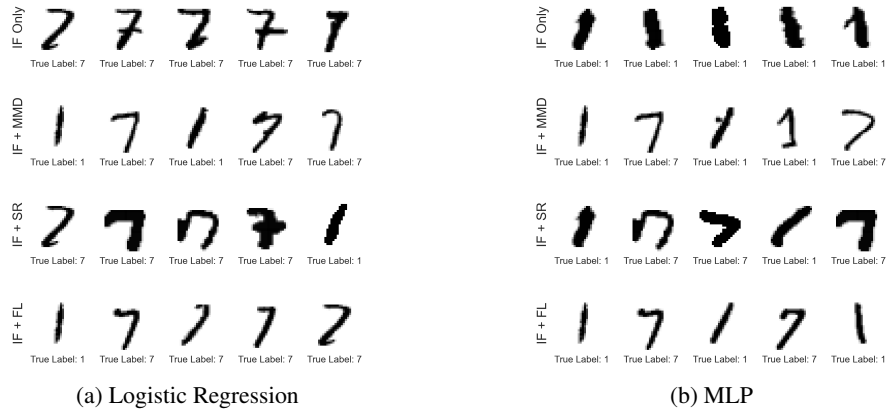 IF Only
True Label: 7 True Label: 7 True Label: 7 True Label: 7 True Label: 7
IF + MMD
True Label: 1 True Label: 7 True Label: 1 True Label: 7 True Label: 7
IF + SR
True Label: 7 True Label: 7 True Label: 7 True Label: 7 True Label: 1
IF + FL
True Label: 1 True Label: 7 True Label: 7 True Label: 7 True Label: 7
(a) Logistic Regression
IF Only
True Label: 1 True Label: 1 True Label: 1 True Label: 1 True Label: 1
IF + MMD
True Label: 1 True Label: 7 True Label: 1 True Label: 1 True Label: 7
IF + SR
True Label: 1 True Label: 7 True Label: 7 True Label: 1 True Label: 7
IF + FL
True Label: 1 True Label: 7 True Label: 1 True Label: 7 True Label: 1
(b) MLP